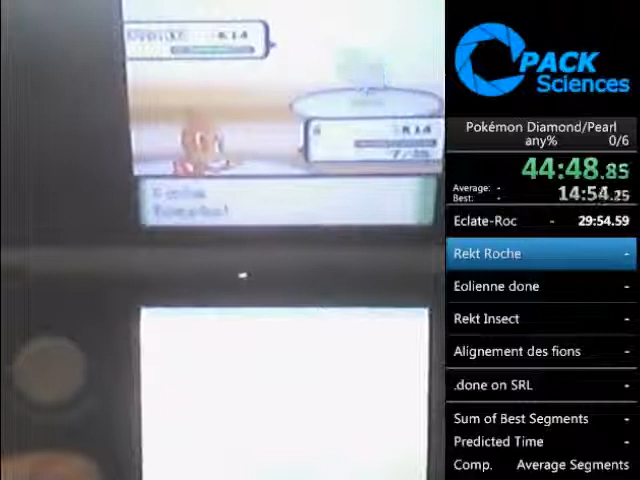 PACK
Sciences
Pokémon Diamond/Pearl
any% 0/6
44:48.85
Average: -
Best: - 14:54.25
Eclate-Roc - 29:54.59
Rekt Roche -
Eolienne done -
Rekt Insect -
Alignement des fions -
.done on SRL -
Sum of Best Segments -
Predicted Time -
Comp. Average Segments